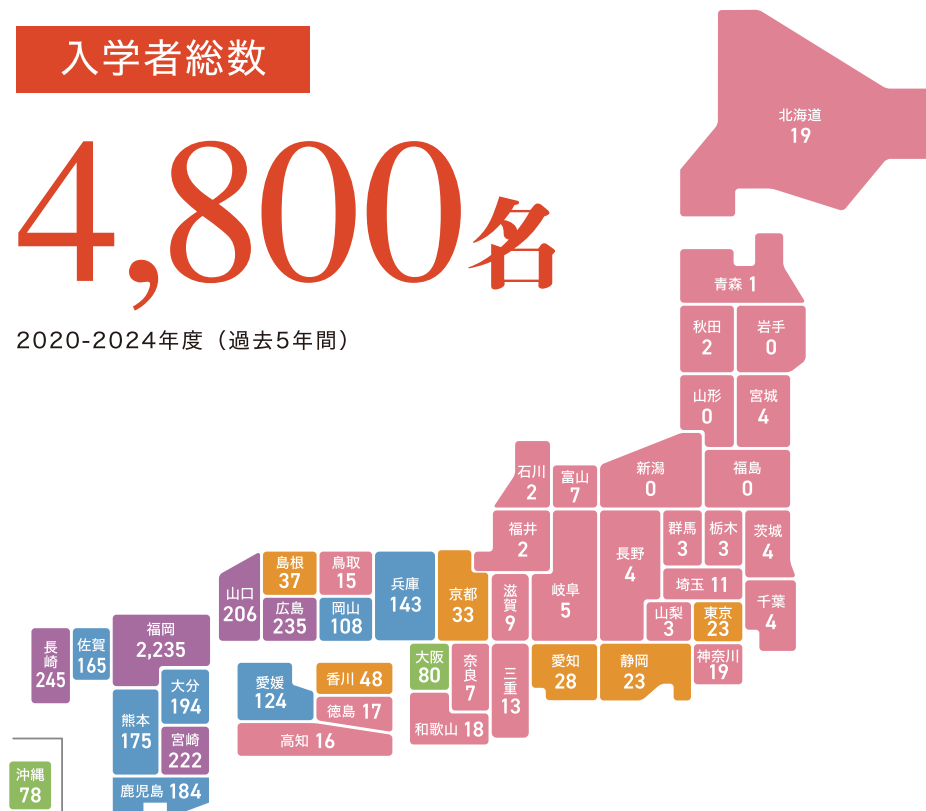 入学者総数
4,800名
2020-2024年度（過去5年間）
北海道
19
青森 1
秋田
2
岩手
0
山形
0
宮城
4
石川
2
富山
7
新潟
0
福島
0
福井
2
岐阜
5
長野
4
群馬
3
栃木
3
茨城
4
埼玉 11
山梨
3
東京
23
千葉
4
神奈川
19
山口
206
島根
37
鳥取
15
広島
235
岡山
108
兵庫
143
京都
33
滋賀
9
大阪
80
奈良
7
三重
13
愛知
28
静岡
23
和歌山 18
愛媛
124
香川 48
徳島 17
高知 16
長崎
245
佐賀
165
福岡
2,235
大分
194
熊本
175
宮崎
222
鹿児島 184
沖縄
78